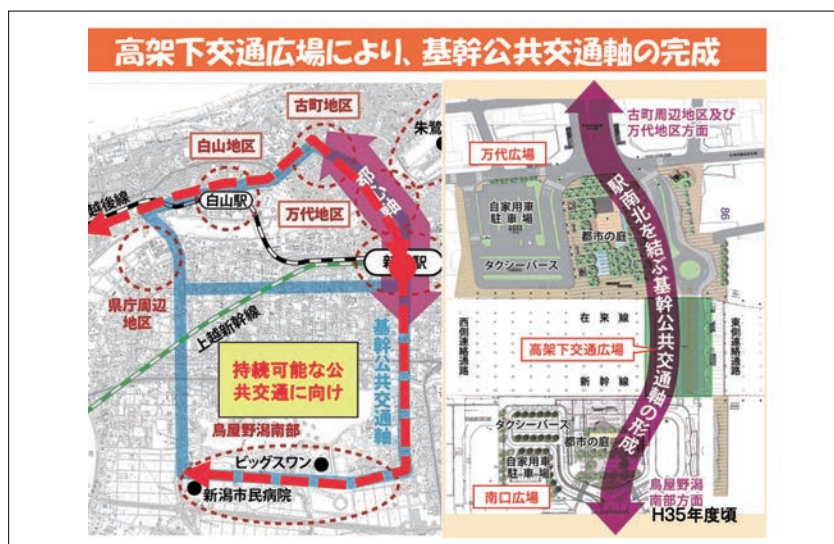 高架下交通広場により、基幹公共交通軸の完成
古町地区
朱鷺
白山地区
都心軸
越後線
白山駅
万代地区
新
駅
県庁周辺
地区
上越新幹線
基幹公共交通軸
持続可能な公
共交通に向け
鳥屋野潟南部
ビッグスワン
新潟市民病院
古町周辺地区及び
万代地区方面
万代広場
自家用車
駐車場
都市の庭
タクシーバース
駅南北を結ぶ基幹公共交通軸の形成
西側連絡通路
在来線
東側連絡通路
高架下交通広場
新幹線
タクシーバース
都市の庭
自家用車
駐車場
南口広場
鳥屋野潟
南部方面
H35年度頃